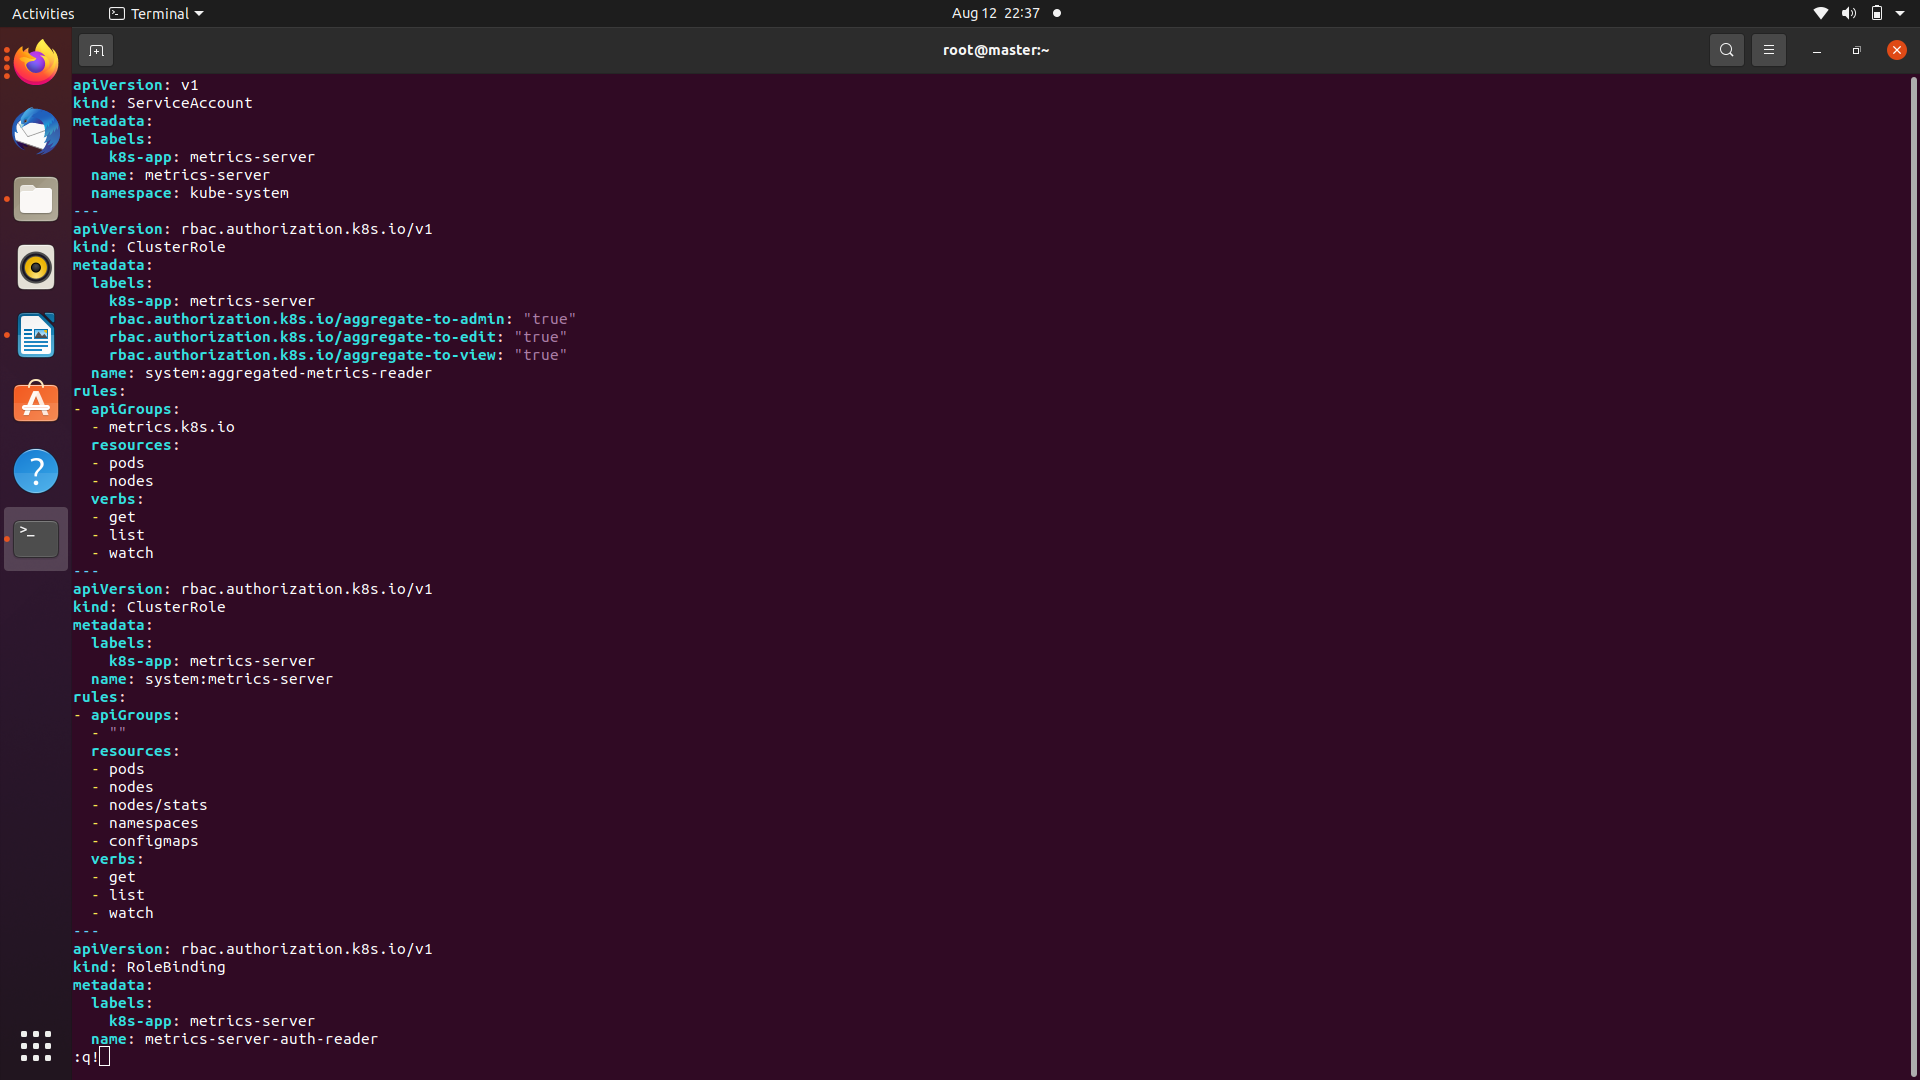 Activities
Terminal
Aug 12 22:37
root@master:~
apiVersion: v1
kind: ServiceAccount
metadata:
  labels:
    k8s-app: metrics-server
  name: metrics-server
  namespace: kube-system
---
apiVersion: rbac.authorization.k8s.io/v1
kind: ClusterRole
metadata:
  labels:
    k8s-app: metrics-server
    rbac.authorization.k8s.io/aggregate-to-admin: "true"
    rbac.authorization.k8s.io/aggregate-to-edit: "true"
    rbac.authorization.k8s.io/aggregate-to-view: "true"
  name: system:aggregated-metrics-reader
rules:
- apiGroups:
  - metrics.k8s.io
  resources:
  - pods
  - nodes
  verbs:
  - get
  - list
  - watch
---
apiVersion: rbac.authorization.k8s.io/v1
kind: ClusterRole
metadata:
  labels:
    k8s-app: metrics-server
  name: system:metrics-server
rules:
- apiGroups:
  - ""
  resources:
  - pods
  - nodes
  - nodes/stats
  - namespaces
  - configmaps
  verbs:
  - get
  - list
  - watch
---
apiVersion: rbac.authorization.k8s.io/v1
kind: RoleBinding
metadata:
  labels:
    k8s-app: metrics-server
  name: metrics-server-auth-reader
:q!